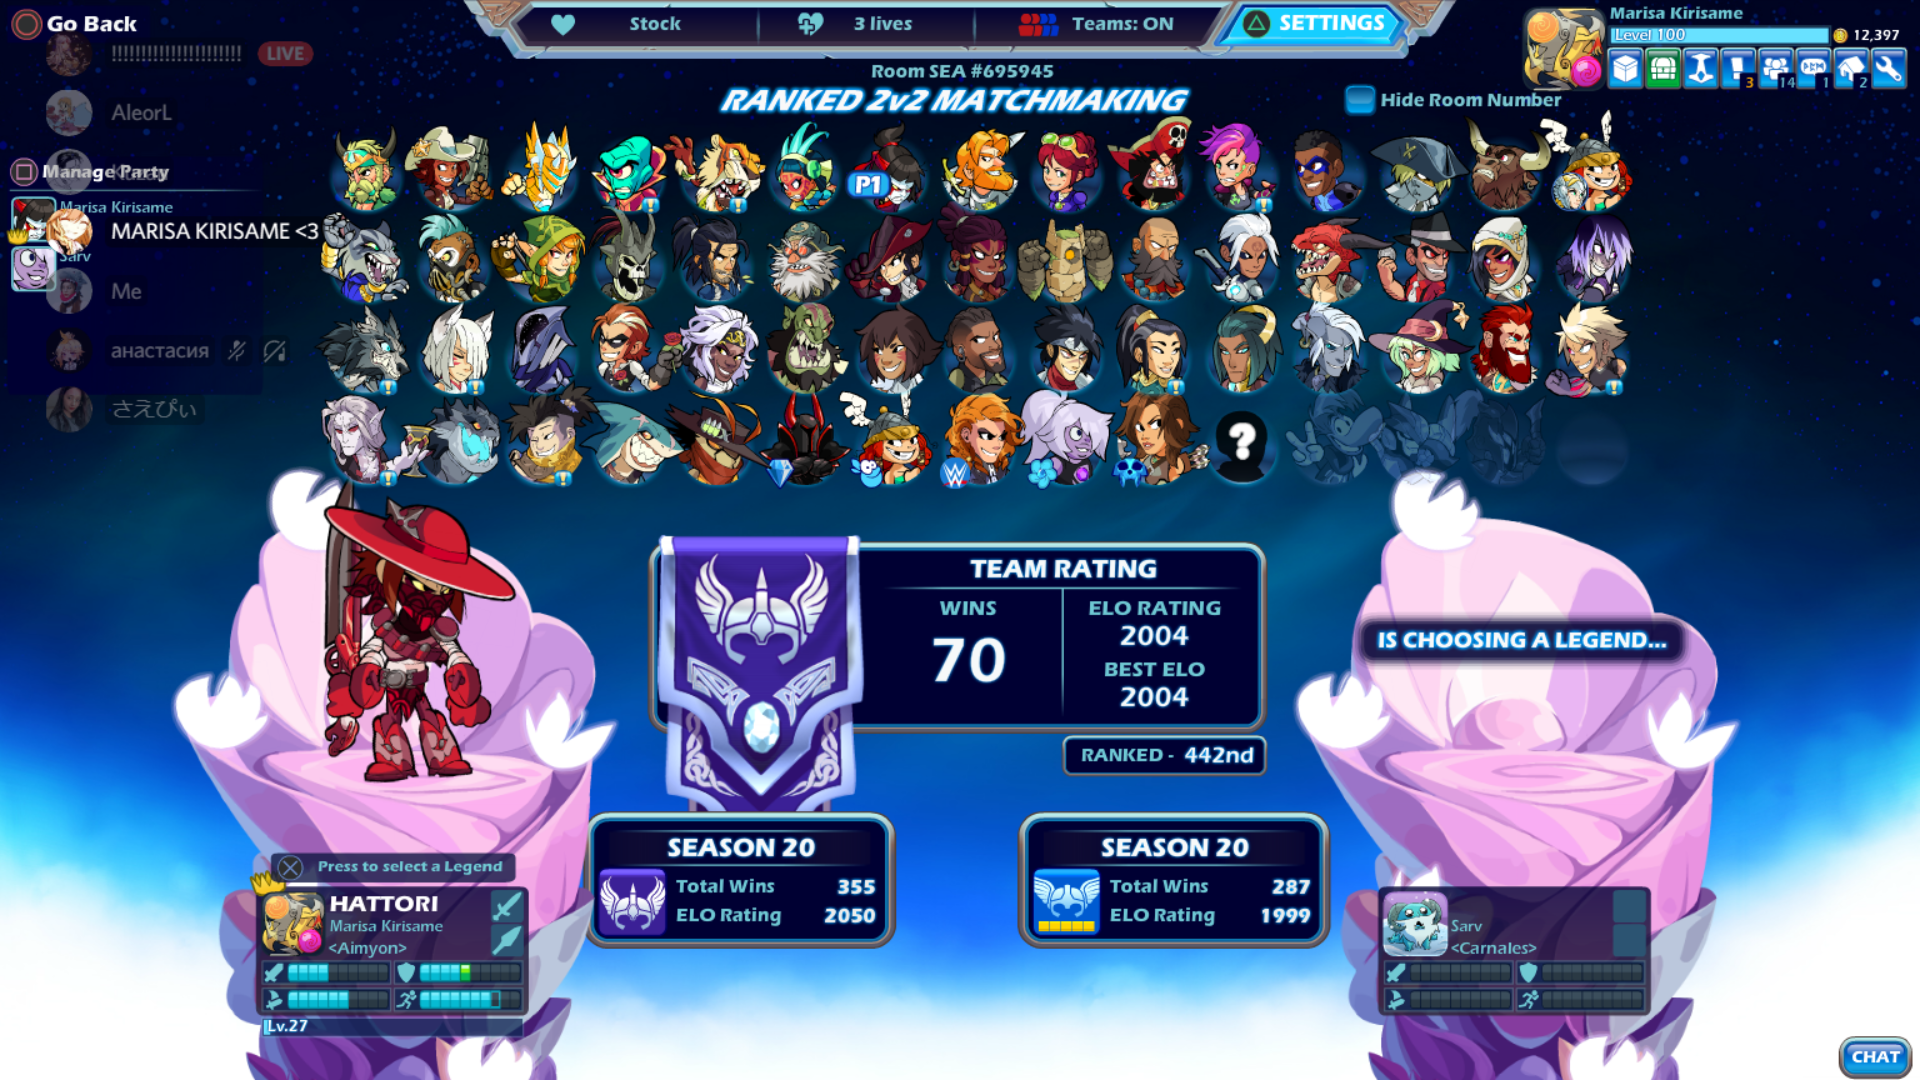 Go Back
!!!!!!!!!!!!!!!!!!!!!!!
LIVE
AleorL
Manage Party
Marisa Kirisame
MARISA KIRISAME <3
Sarv
Me
анастасия
さえぴぃ
Stock
3 lives
Teams: ON
SETTINGS
Room SEA #695945
RANKED 2v2 MATCHMAKING
Hide Room Number
Marisa Kirisame
Level 100
12,397
3
14
1
2
P1
W
?
TEAM RATING
WINS
70
ELO RATING
2004
BEST ELO
2004
RANKED - 442nd
IS CHOOSING A LEGEND...
SEASON 20
Total Wins 355
ELO Rating 2050
SEASON 20
Total Wins 287
ELO Rating 1999
Press to select a Legend
HATTORI
Marisa Kirisame
<Aimyon>
Lv.27
Sarv
<Carnales>
CHAT